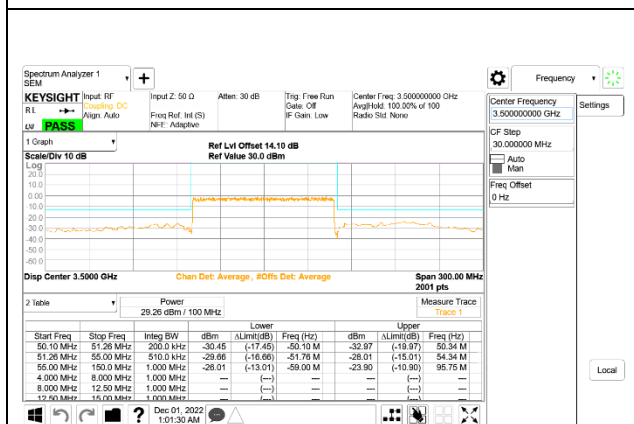 Spectrum Analyzer 1
SEM
Frequency
KEYSIGHT
Input: RF
Coupling: DC
Align: Auto
Input Z: 50 Ω
Freq Ref: Int (S)
NFE: Adaptive
Atten: 30 dB
Trig: Free Run
Gate: Off
IF Gain: Low
Center Freq: 3.500000000 GHz
Avg|Hold: 100.00% of 100
Radio Std: None
R L
PASS
Center Frequency
3.500000000 GHz
Settings
CF Step
30.000000 MHz
Auto
Man
Freq Offset
0 Hz
1 Graph
Ref Lvl Offset 14.10 dB
Scale/Div 10 dB
Ref Value 30.0 dBm
Log
20.0
10.0
0.00
-10.0
-20.0
-30.0
-40.0
-50.0
-60.0
Disp Center 3.5000 GHz
Chan Det: Average , #Offs Det: Average
Span 300.00 MHz
2001 pts
2 Table
Power
29.26 dBm / 100 MHz
Measure Trace
Trace 1
Lower Upper
Start Freq Stop Freq Integ BW dBm ΔLimit(dB) Freq (Hz) dBm ΔLimit(dB) Freq (Hz)
50.10 MHz 51.26 MHz 200.0 kHz -30.45 (-17.45) -50.10 M -32.97 (-19.97) 50.34 M
51.26 MHz 55.00 MHz 510.0 kHz -29.66 (-16.66) -51.76 M -28.01 (-15.01) 54.34 M
55.00 MHz 150.0 MHz 1.000 MHz -26.01 (-13.01) -59.00 M -23.90 (-10.90) 95.75 M
4.000 MHz 8.000 MHz 1.000 MHz --- (---) --- --- (---) ---
8.000 MHz 12.50 MHz 1.000 MHz --- (---) --- --- (---) ---
12.50 MHz 15.00 MHz 1.000 MHz --- (---) --- --- (---) ---
Local
?
Dec 01, 2022
1:01:30 AM